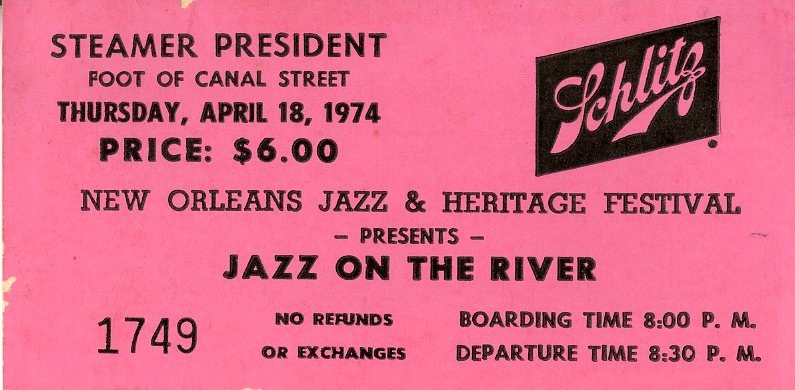 STEAMER PRESIDENT
FOOT OF CANAL STREET
THURSDAY, APRIL 18, 1974
PRICE: $6.00
Schlitz
NEW ORLEANS JAZZ & HERITAGE FESTIVAL
– PRESENTS –
JAZZ ON THE RIVER
1749
NO REFUNDS
OR EXCHANGES
BOARDING TIME 8:00 P. M.
DEPARTURE TIME 8:30 P. M.